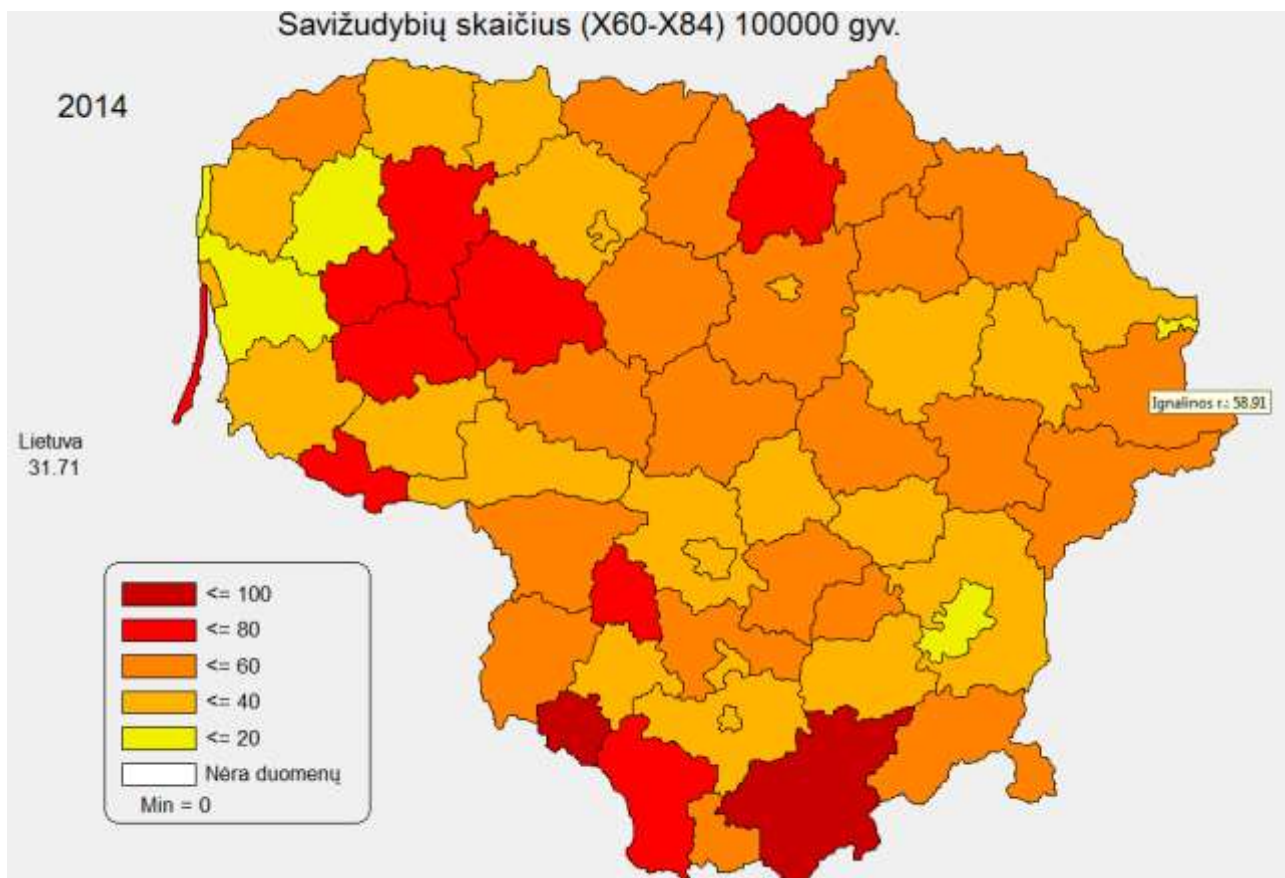 Savižudybių skaičius (X60-X84) 100000 gyv.
2014
Ignalinos r.: 58.91
Lietuva
31.71
<= 100
<= 80
<= 60
<= 40
<= 20
Nėra duomenų
Min = 0